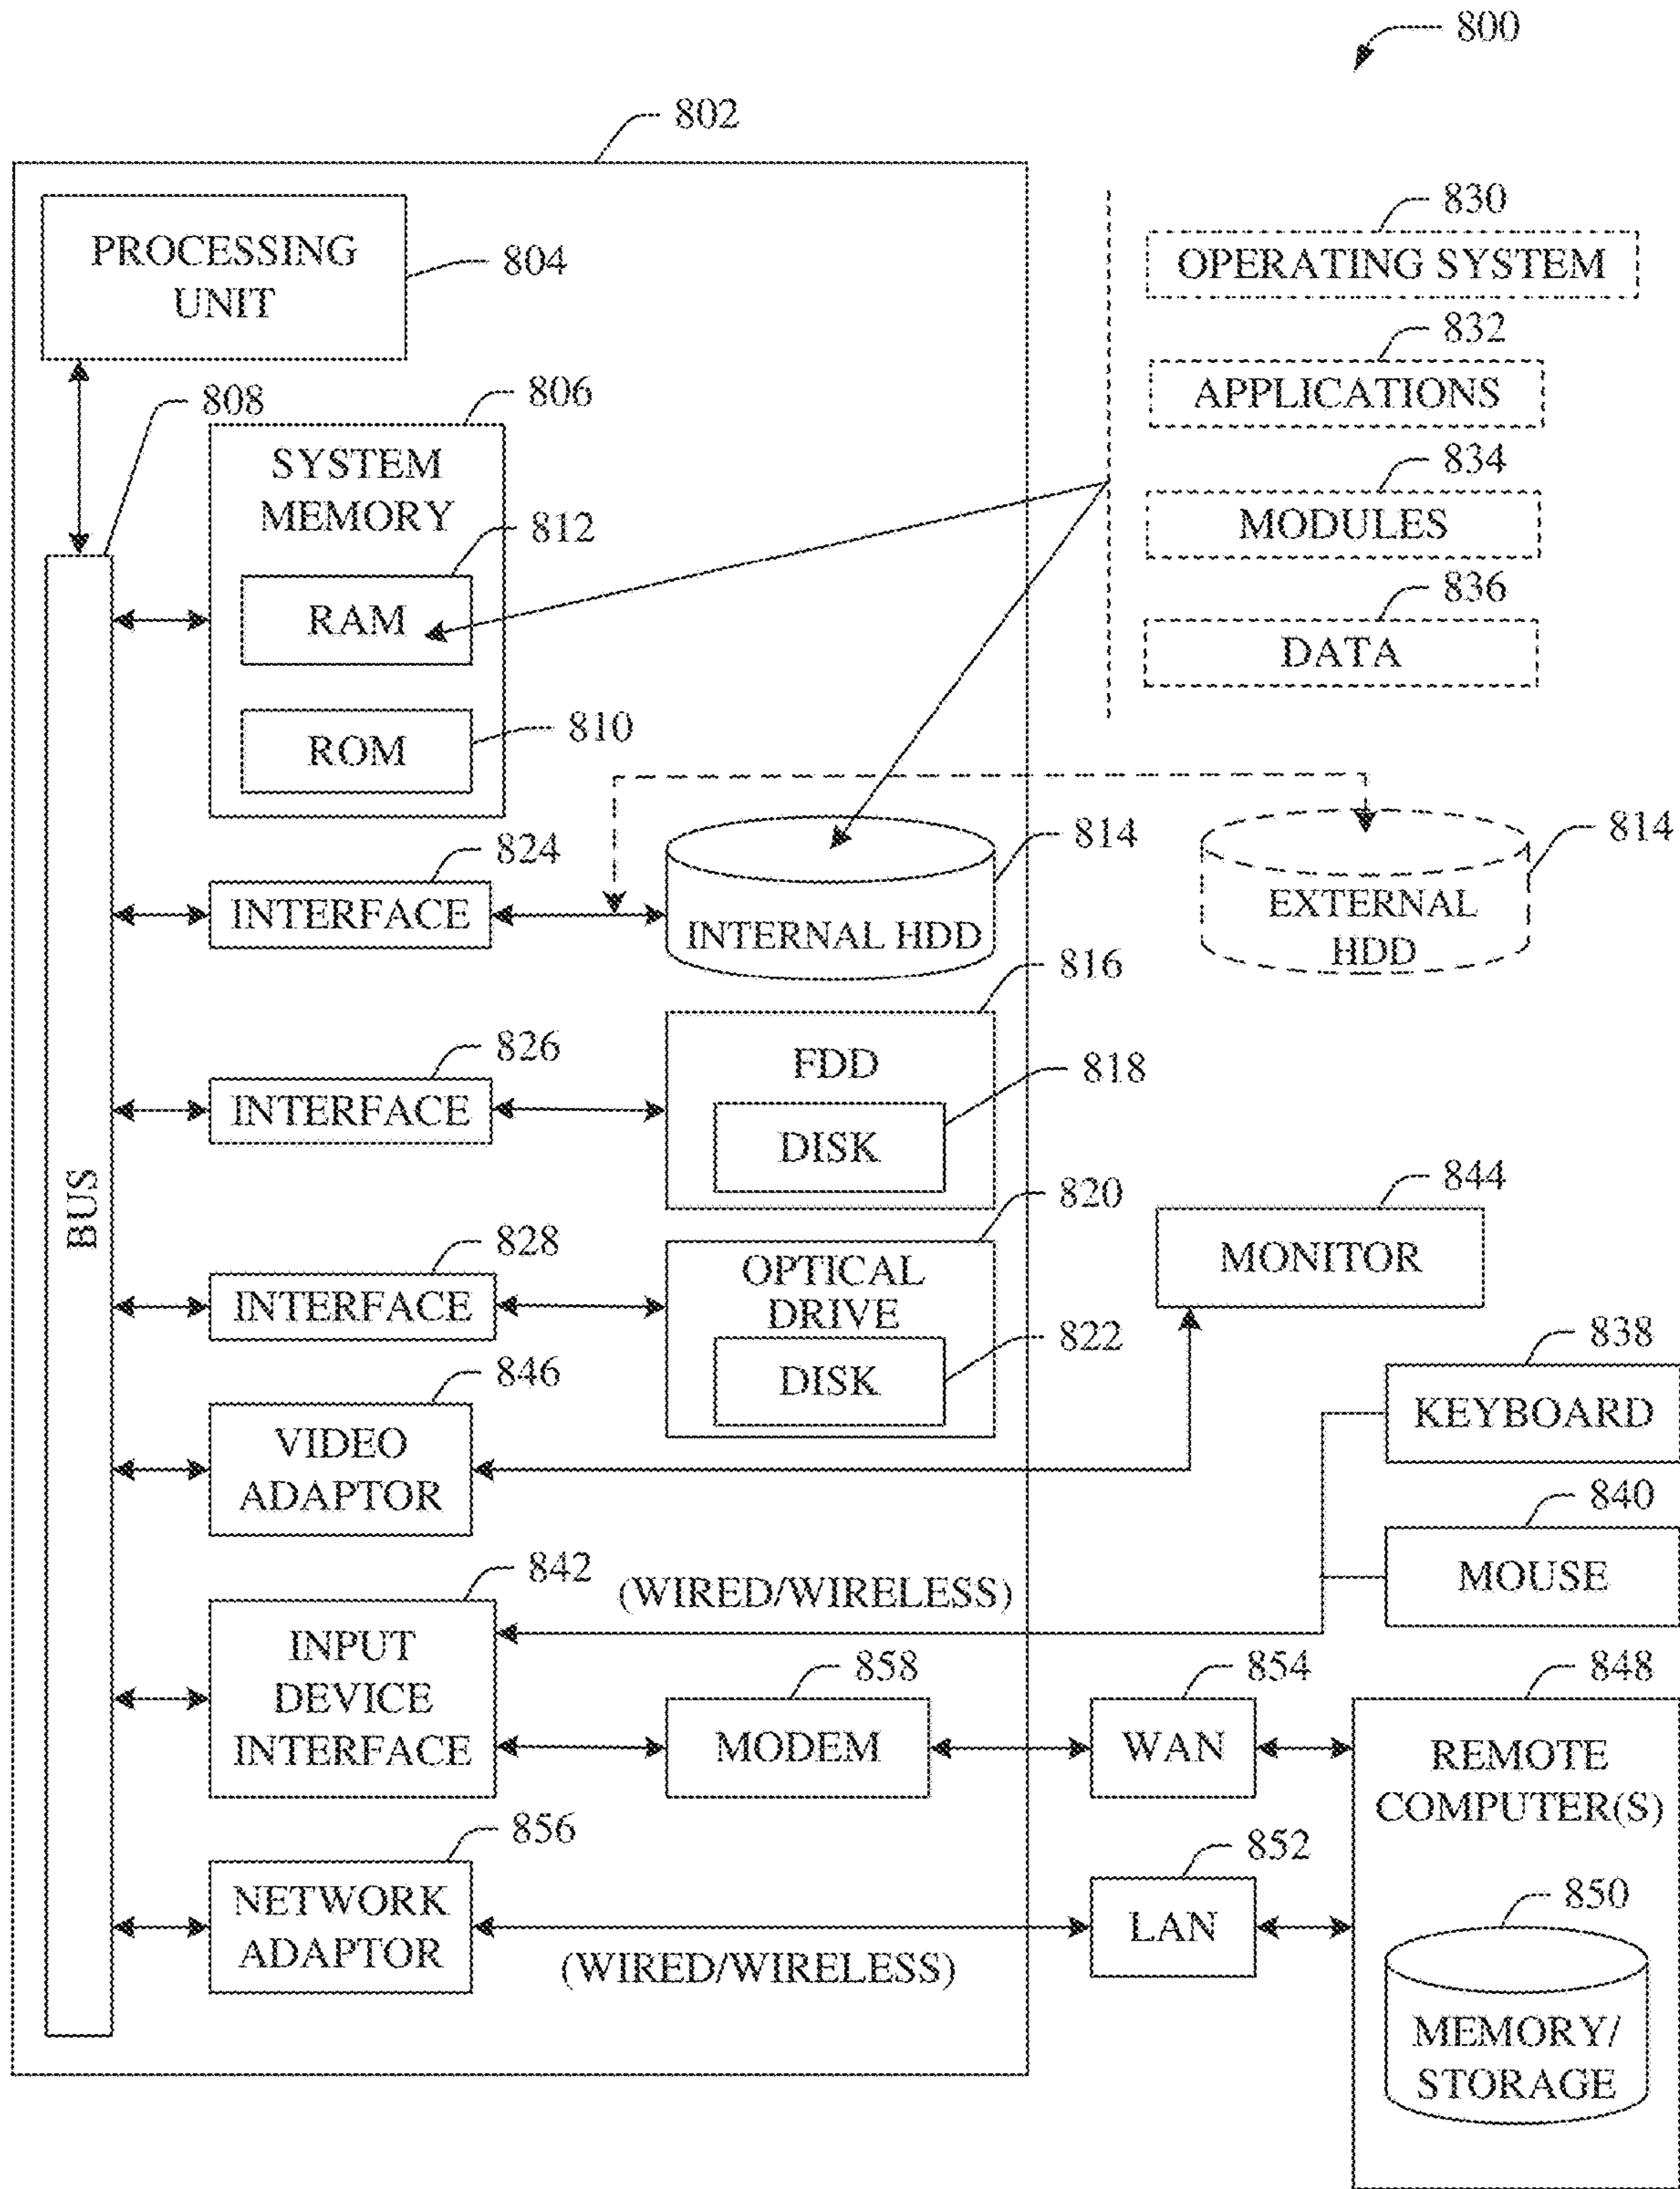 800
802
PROCESSING
UNIT
804
830
OPERATING SYSTEM
832
APPLICATIONS
834
MODULES
836
DATA
808
806
SYSTEM
MEMORY
812
RAM
810
ROM
BUS
824
INTERFACE
814
INTERNAL HDD
814
EXTERNAL
HDD
826
INTERFACE
816
FDD
818
DISK
828
INTERFACE
820
OPTICAL
DRIVE
822
DISK
844
MONITOR
846
VIDEO
ADAPTOR
838
KEYBOARD
840
MOUSE
842
INPUT
DEVICE
INTERFACE
(WIRED/WIRELESS)
858
MODEM
854
WAN
848
REMOTE
COMPUTER(S)
856
NETWORK
ADAPTOR
(WIRED/WIRELESS)
852
LAN
850
MEMORY/
STORAGE